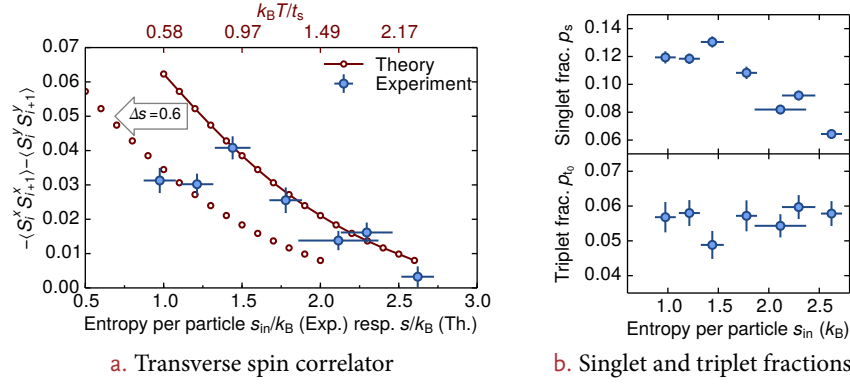 k_B T/t_s
0.58 0.97 1.49 2.17
0.07
0.06
0.05
0.04
0.03
0.02
0.01
0.00
−⟨S_i^x S_{i+1}^x⟩−⟨S_i^y S_{i+1}^y⟩
Theory
Experiment
Δs=0.6
0.5 1.0 1.5 2.0 2.5 3.0
Entropy per particle s_in/k_B (Exp.) resp. s/k_B (Th.)
a. Transverse spin correlator
Singlet frac. p_s
0.14
0.12
0.10
0.08
0.06
Triplet frac. p_t0
0.06
0.05
0.04
1.0 1.5 2.0 2.5
Entropy per particle s_in (k_B)
b. Singlet and triplet fractions